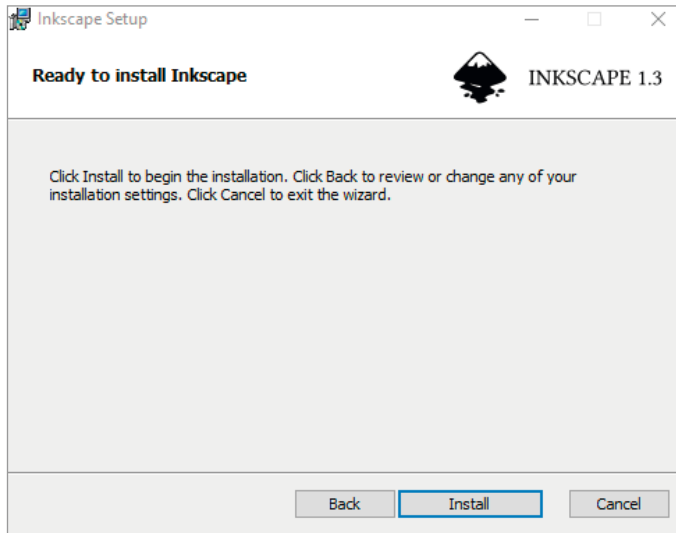 Inkscape Setup
Ready to install Inkscape
INKSCAPE 1.3
Click Install to begin the installation. Click Back to review or change any of your
installation settings. Click Cancel to exit the wizard.
Back
Install
Cancel